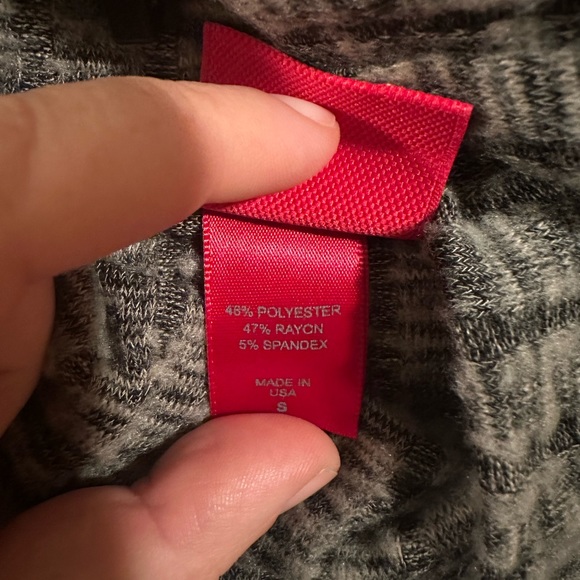 48% POLYESTER
47% RAYON
5% SPANDEX
MADE IN
USA
S